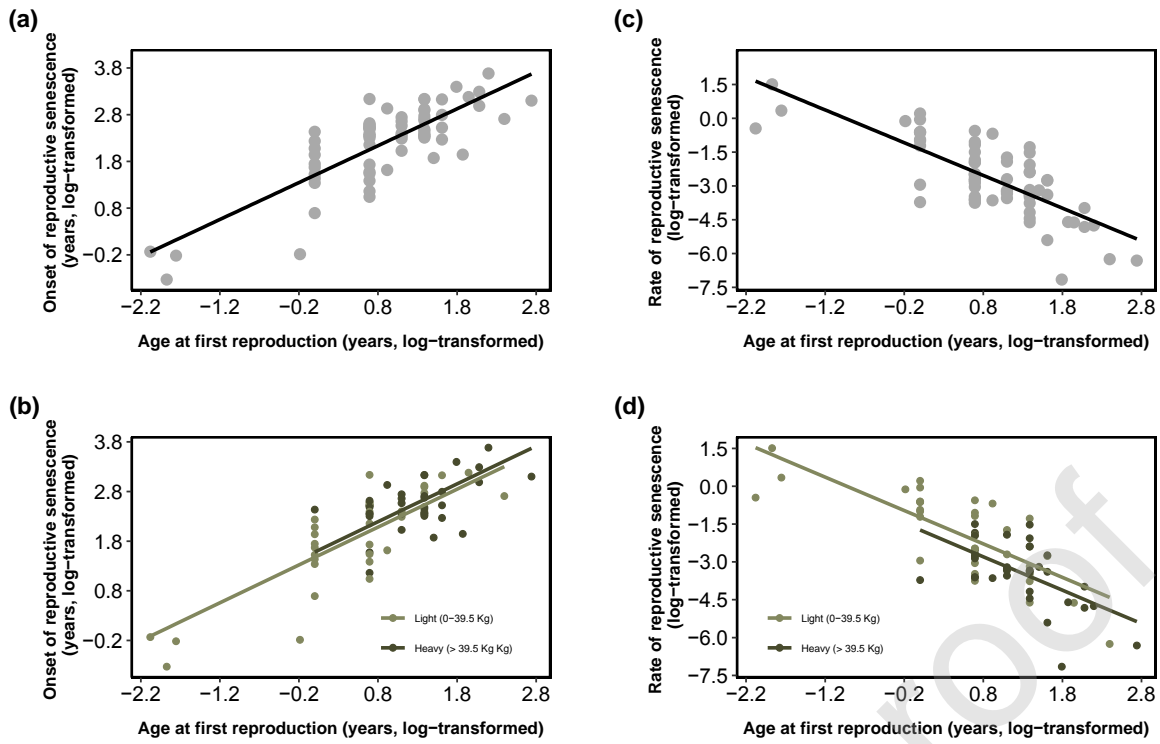 (a)
Onset of reproductive senescence
(years, log−transformed)
3.8
2.8
1.8
0.8
−0.2
−2.2 −1.2 −0.2 0.8 1.8 2.8
Age at first reproduction (years, log−transformed)
(c)
Rate of reproductive senescence
(log−transformed)
1.5
0.0
−1.5
−3.0
−4.5
−6.0
−7.5
−2.2 −1.2 −0.2 0.8 1.8 2.8
Age at first reproduction (years, log−transformed)
(b)
Onset of reproductive senescence
(years, log−transformed)
3.8
2.8
1.8
0.8
−0.2
Light (0−39.5 Kg)
Heavy (> 39.5 Kg Kg)
−2.2 −1.2 −0.2 0.8 1.8 2.8
Age at first reproduction (years, log−transformed)
(d)
Rate of reproductive senescence
(log−transformed)
1.5
0.0
−1.5
−3.0
−4.5
−6.0
−7.5
Light (0−39.5 Kg)
Heavy (> 39.5 Kg Kg)
−2.2 −1.2 −0.2 0.8 1.8 2.8
Age at first reproduction (years, log−transformed)
roof